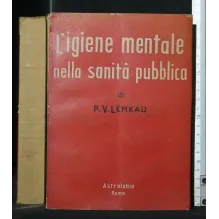 L'igiene mentale
nella sanità pubblica
di
P.V. LEMKAU
Astrolabio
Roma